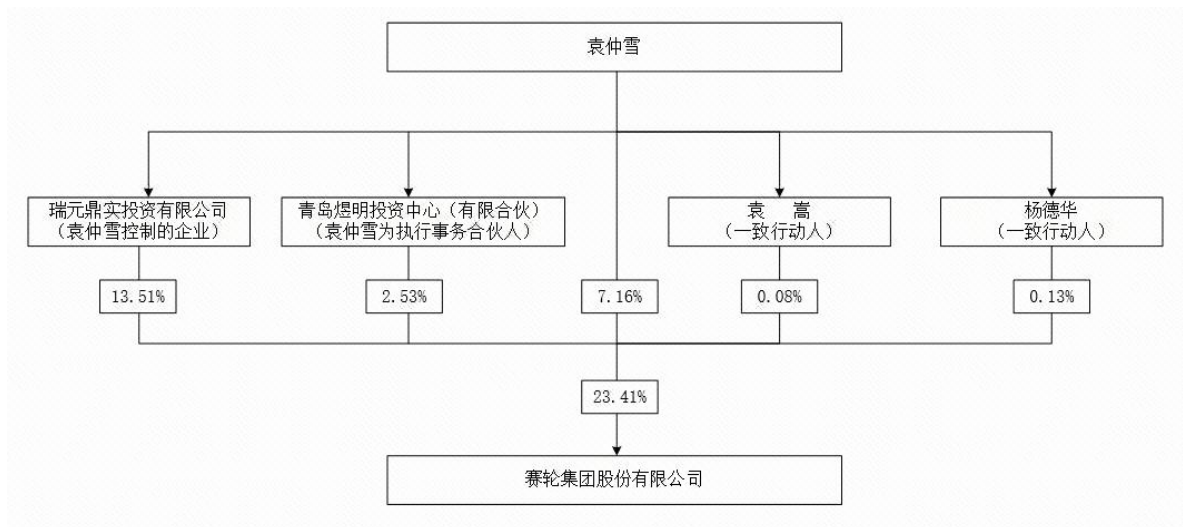 袁仲雪
瑞元鼎实投资有限公司
（袁仲雪控制的企业）
青岛煜明投资中心（有限合伙）
（袁仲雪为执行事务合伙人）
袁　嵩
（一致行动人）
杨德华
（一致行动人）
13.51%
2.53%
7.16%
0.08%
0.13%
23.41%
赛轮集团股份有限公司